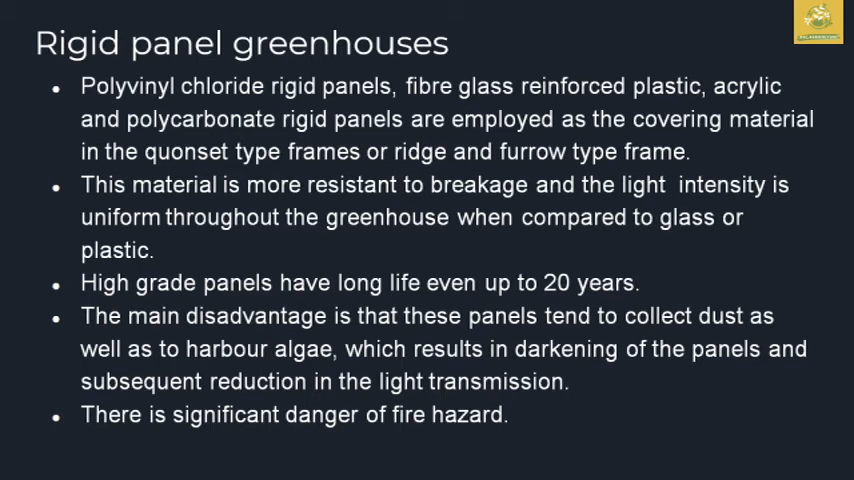 Rigid panel greenhouses
• Polyvinyl chloride rigid panels, fibre glass reinforced plastic, acrylic
and polycarbonate rigid panels are employed as the covering material
in the quonset type frames or ridge and furrow type frame.
• This material is more resistant to breakage and the light intensity is
uniform throughout the greenhouse when compared to glass or
plastic.
• High grade panels have long life even up to 20 years.
• The main disadvantage is that these panels tend to collect dust as
well as to harbour algae, which results in darkening of the panels and
subsequent reduction in the light transmission.
• There is significant danger of fire hazard.